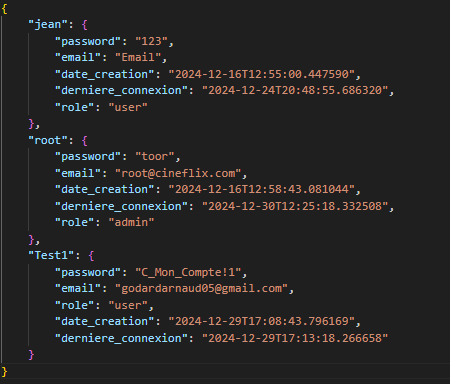 {
    "jean": {
        "password": "123",
        "email": "Email",
        "date_creation": "2024-12-16T12:55:00.447590",
        "derniere_connexion": "2024-12-24T20:48:55.686320",
        "role": "user"
    },
    "root": {
        "password": "toor",
        "email": "root@cineflix.com",
        "date_creation": "2024-12-16T12:58:43.081044",
        "derniere_connexion": "2024-12-30T12:25:18.332508",
        "role": "admin"
    },
    "Test1": {
        "password": "C_Mon_Compte!1",
        "email": "godardarnaud05@gmail.com",
        "role": "user",
        "date_creation": "2024-12-29T17:08:43.796169",
        "derniere_connexion": "2024-12-29T17:13:18.266658"
    }
}